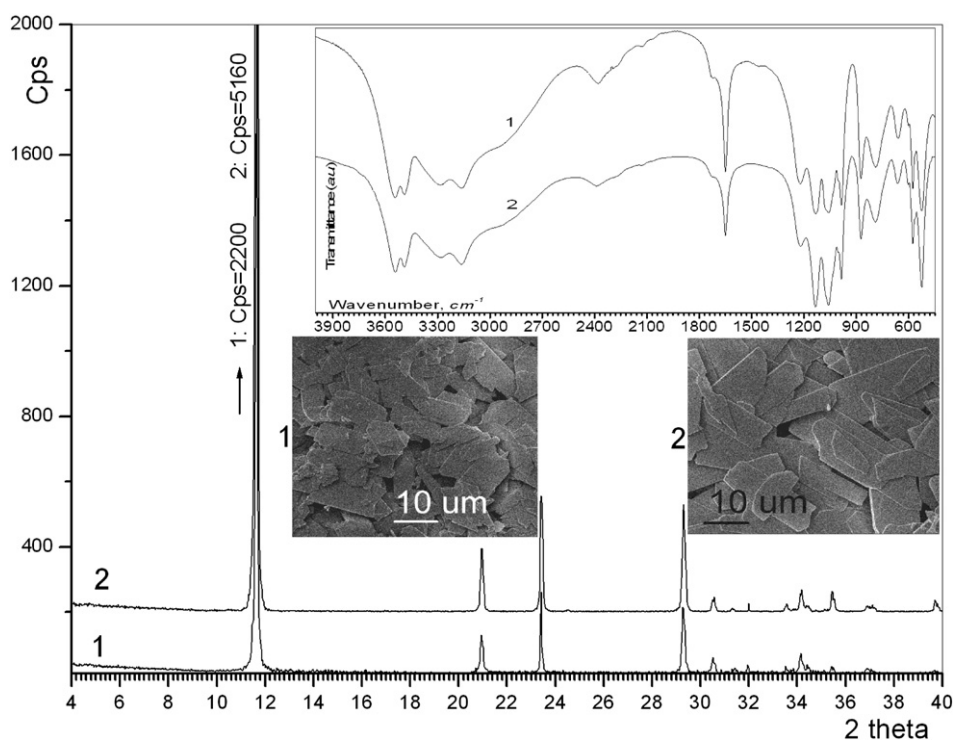 2000
1600
1200
800
400
Cps
1: Cps=2200
2: Cps=5160
1
2
Transmittance (au)
Wavenumber, cm-1
3900 3600 3300 3000 2700 2400 2100 1800 1500 1200 900 600
1
10 um
2
10 um
2
1
4 6 8 10 12 14 16 18 20 22 24 26 28 30 32 34 36 38 40
2 theta